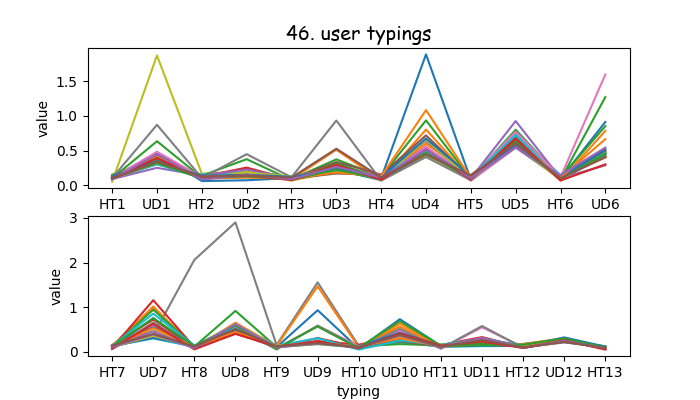 46. user typings
value
1.5
1.0
0.5
0.0
HT1 UD1 HT2 UD2 HT3 UD3 HT4 UD4 HT5 UD5 HT6 UD6
value
3
2
1
0
HT7 UD7 HT8 UD8 HT9 UD9 HT10 UD10 HT11 UD11 HT12 UD12 HT13
typing